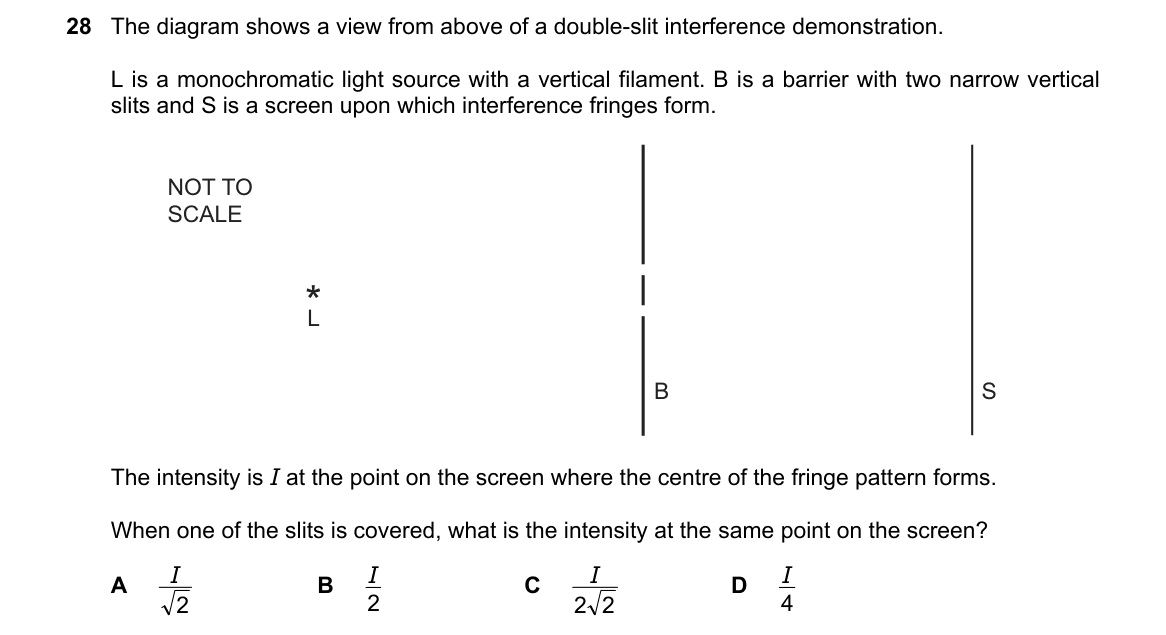 28 The diagram shows a view from above of a double-slit interference demonstration.
L is a monochromatic light source with a vertical filament. B is a barrier with two narrow vertical
slits and S is a screen upon which interference fringes form.
NOT TO
SCALE
*
L
B
S
The intensity is I at the point on the screen where the centre of the fringe pattern forms.
When one of the slits is covered, what is the intensity at the same point on the screen?
A I/√2 B I/2 C I/2√2 D I/4